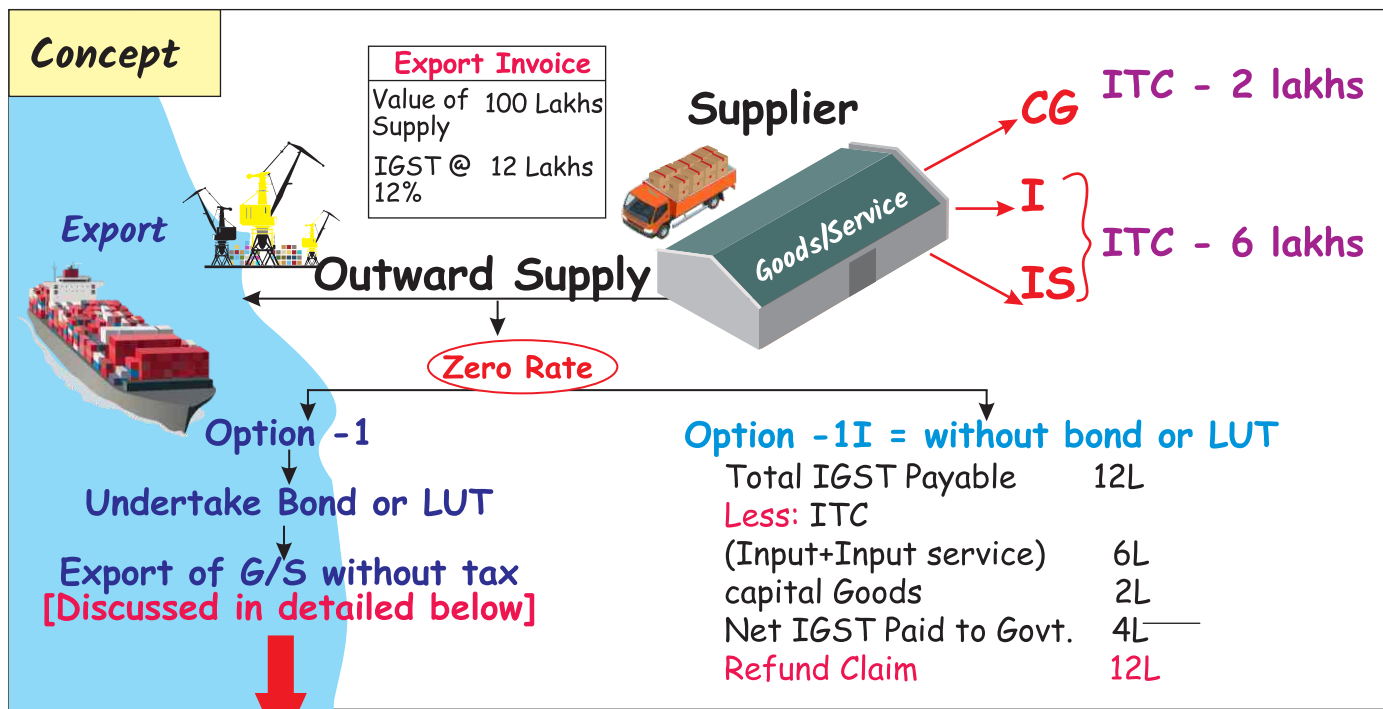 Concept
Export Invoice
Value of 100 Lakhs
Supply
IGST @ 12 Lakhs
12%
Supplier
Goods/Service
CG
ITC - 2 lakhs
I
IS
ITC - 6 lakhs
Export
Outward Supply
Zero Rate
Option -1
Undertake Bond or LUT
Export of G/S without tax
[Discussed in detailed below]
Option -1I = without bond or LUT
Total IGST Payable 12L
Less: ITC
(Input+Input service) 6L
capital Goods 2L
Net IGST Paid to Govt. 4L
Refund Claim 12L